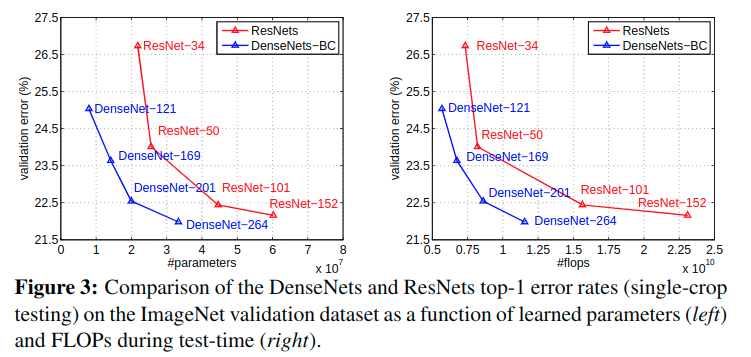 27.5
26.5
25.5
24.5
23.5
22.5
21.5
validation error (%)
ResNets
DenseNets−BC
ResNet−34
DenseNet−121
ResNet−50
DenseNet−169
DenseNet−201
ResNet−101
ResNet−152
DenseNet−264
0 1 2 3 4 5 6 7 8
#parameters
x 10^7
27.5
26.5
25.5
24.5
23.5
22.5
21.5
validation error (%)
ResNets
DenseNets−BC
ResNet−34
DenseNet−121
ResNet−50
DenseNet−169
DenseNet−201
ResNet−101
ResNet−152
DenseNet−264
0.5 0.75 1 1.25 1.5 1.75 2 2.25 2.5
#flops
x 10^10
Figure 3: Comparison of the DenseNets and ResNets top-1 error rates (single-crop
testing) on the ImageNet validation dataset as a function of learned parameters (left)
and FLOPs during test-time (right).